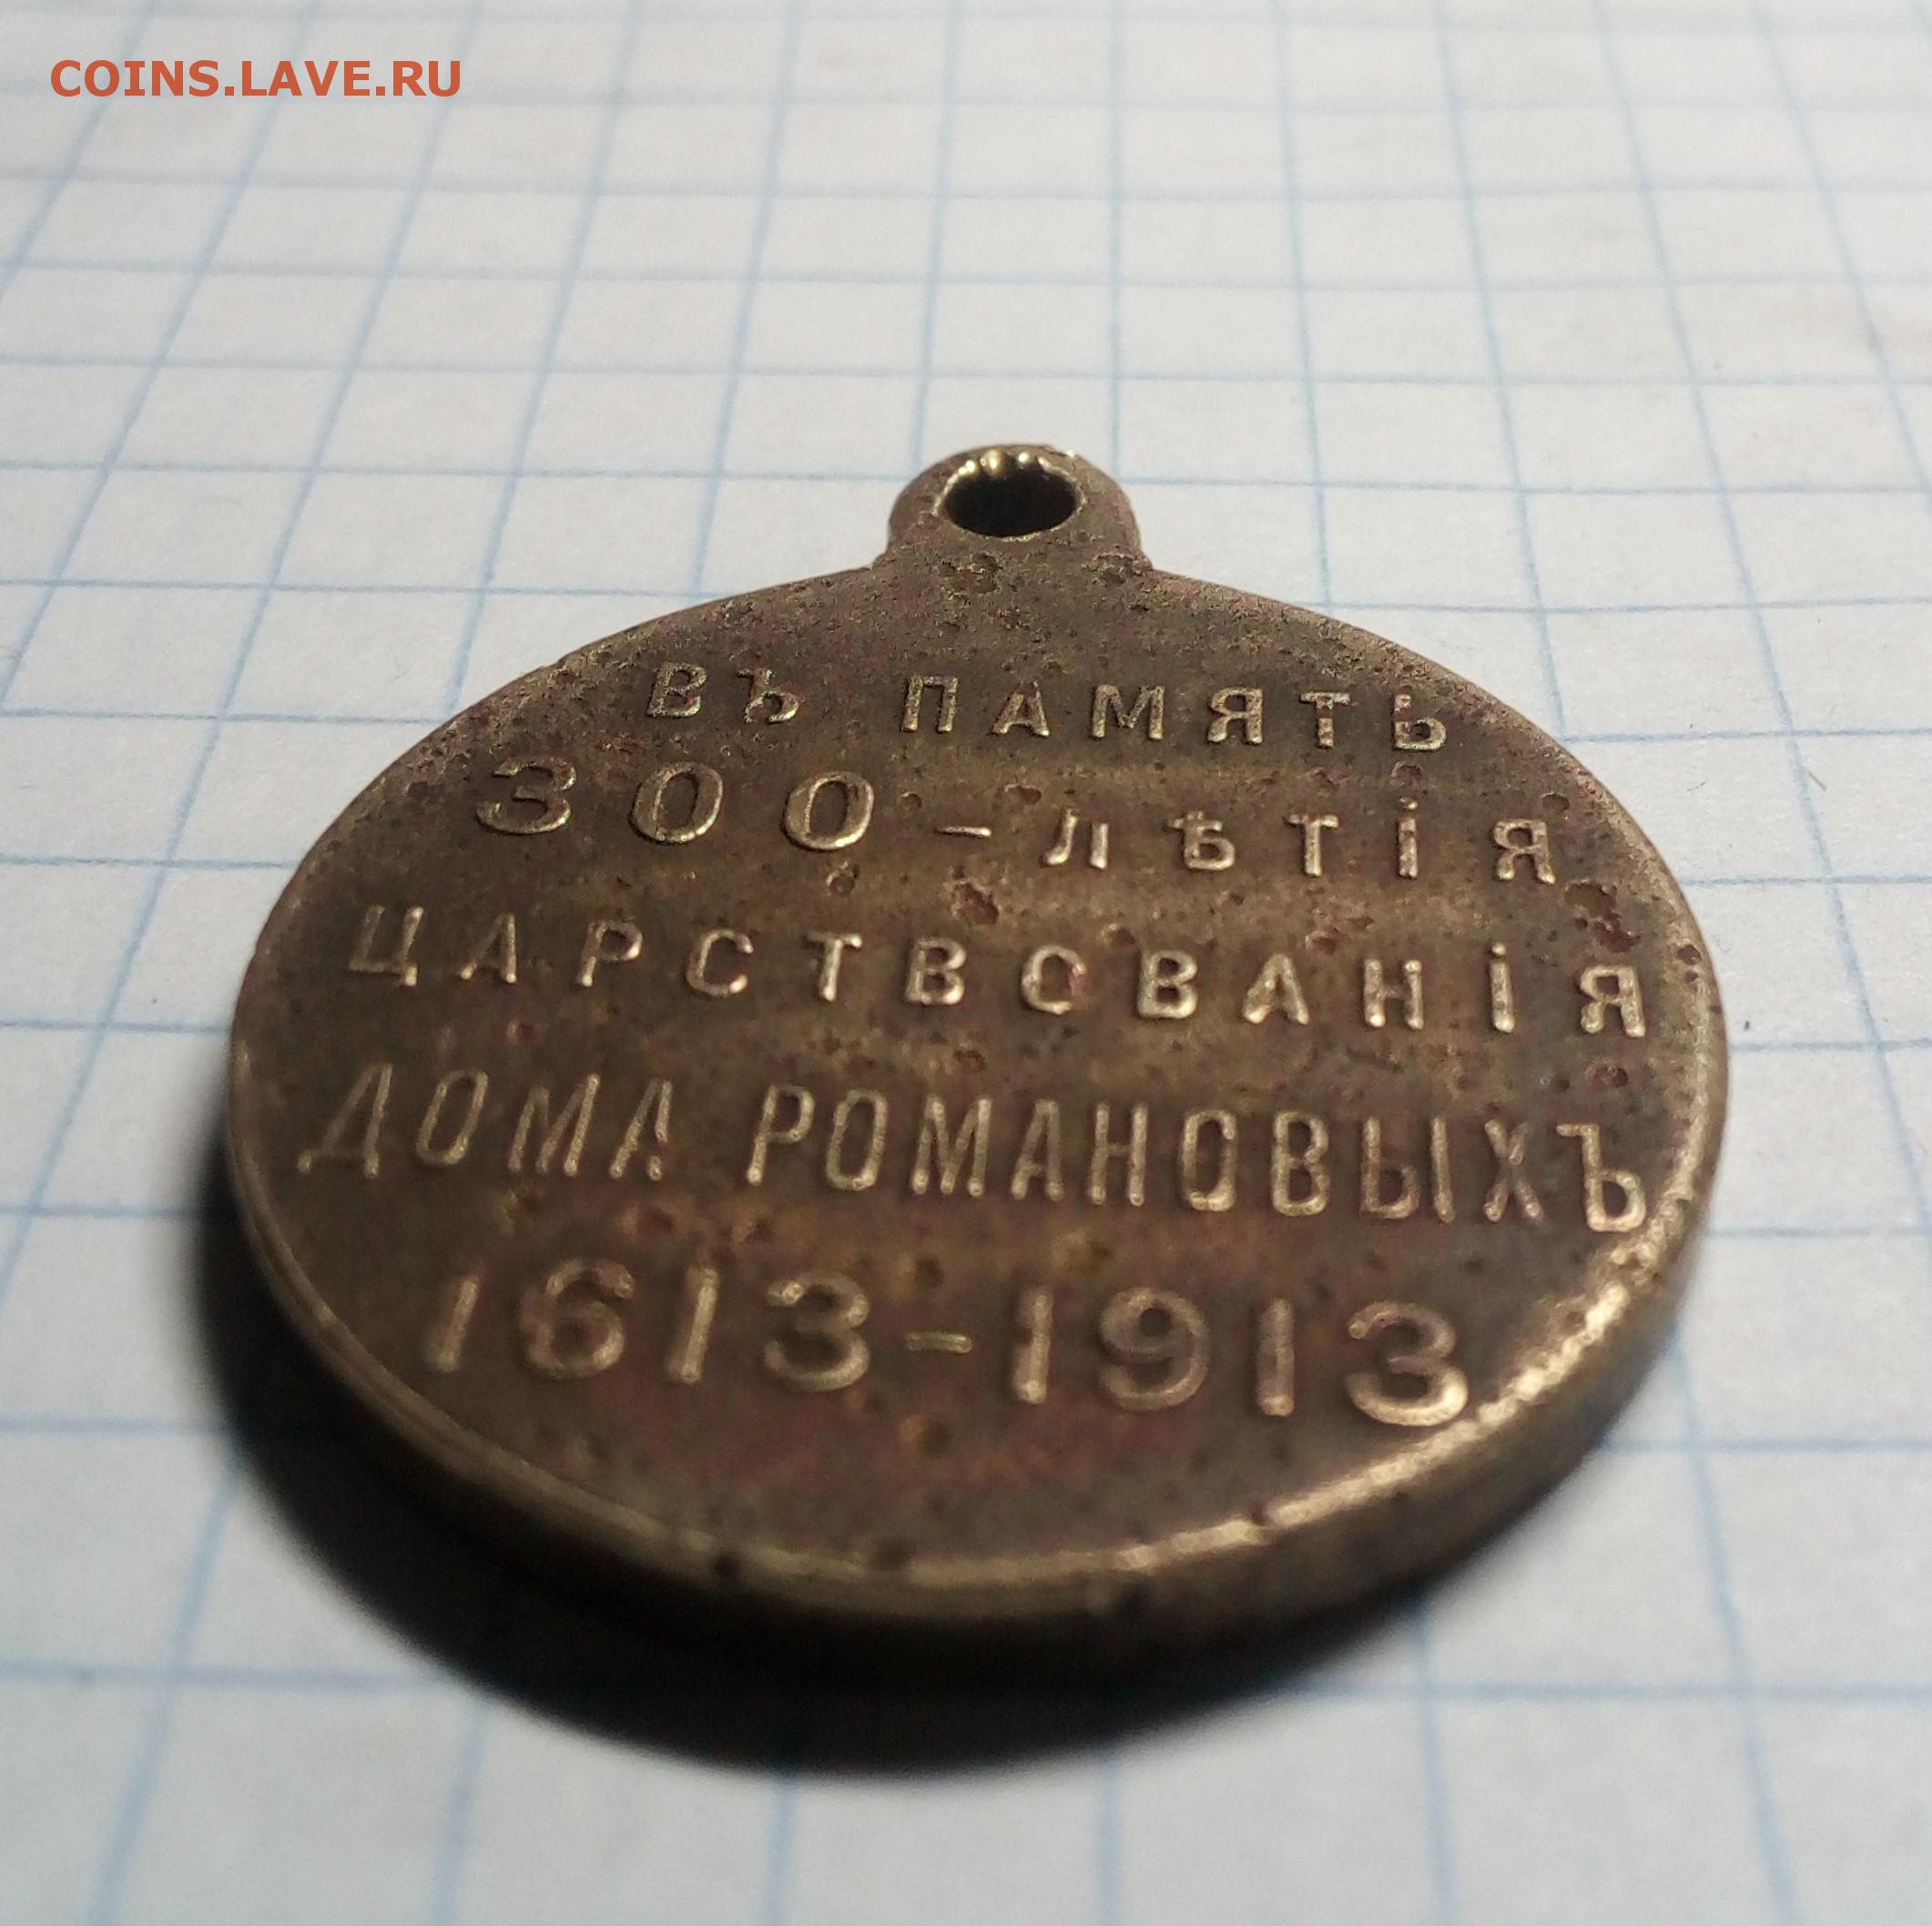 COINS.LAVE.RU
ВЪ ПАМЯТЬ
300-ЛѢТІЯ
ЦАРСТВОВАНІЯ
ДОМА РОМАНОВЫХЪ
1613-1913